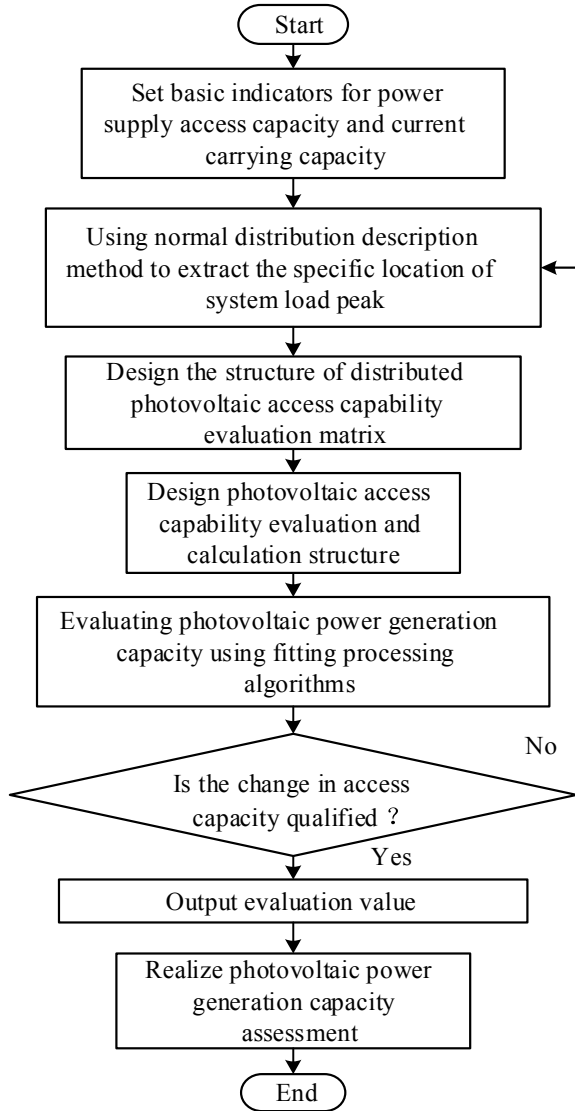 Start
Set basic indicators for power
supply access capacity and current
carrying capacity
Using normal distribution description
method to extract the specific location of
system load peak
Design the structure of distributed
photovoltaic access capability
evaluation matrix
Design photovoltaic access
capability evaluation and
calculation structure
Evaluating photovoltaic power generation
capacity using fitting processing
algorithms
No
Is the change in access
capacity qualified ？
Yes
Output evaluation value
Realize photovoltaic power
generation capacity
assessment
End